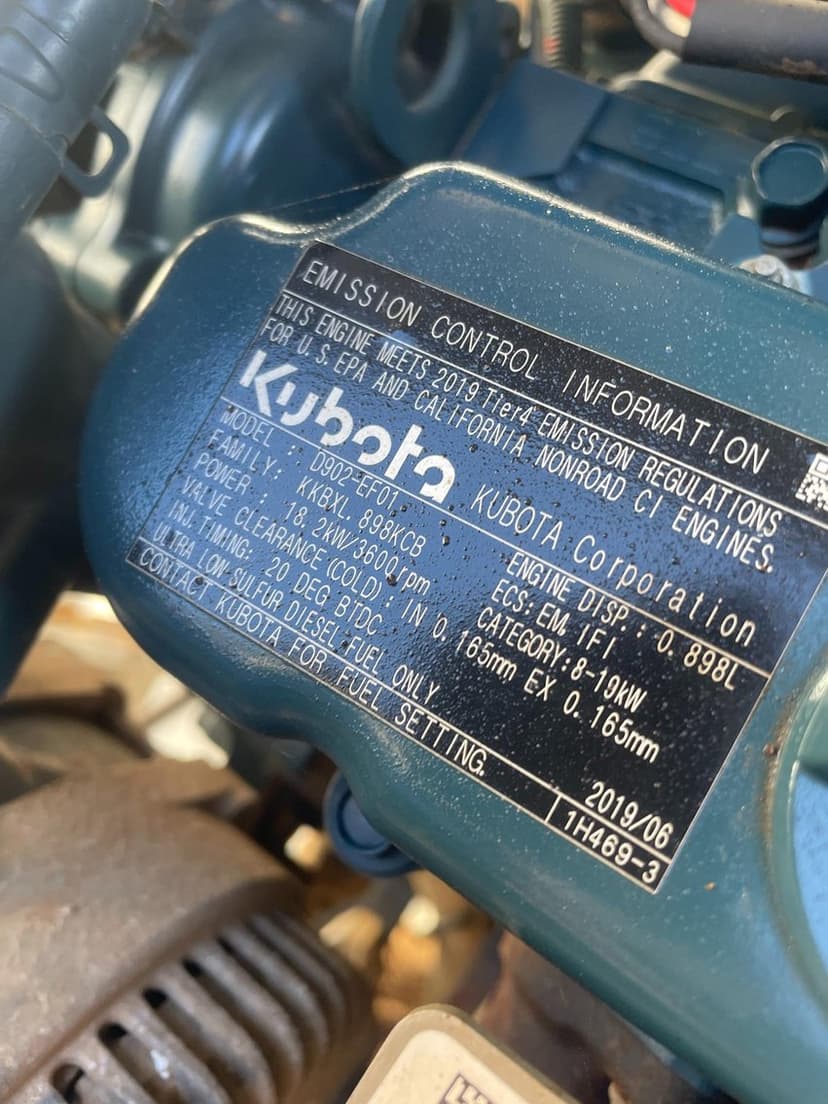 EMISSION CONTROL INFORMATION
THIS ENGINE MEETS 2019 Tier4 EMISSION REGULATIONS
FOR U.S. EPA AND CALIFORNIA NONROAD CI ENGINES.
Kubota KUBOTA Corporation
MODEL : D902-EF01 ENGINE DISP : 0.898L
FAMILY: KKBXL.898KCB ECS: EM, IFI
POWER : 18.2kW/3600rpm CATEGORY:8-19kW
VALVE CLEARANCE(COLD): IN 0.165mm EX 0.165mm
INJ.TIMING: 20 DEG BTDC
ULTRA LOW SULFUR DIESEL FUEL ONLY 2019/06
CONTACT KUBOTA FOR FUEL SETTING. 1H469-3